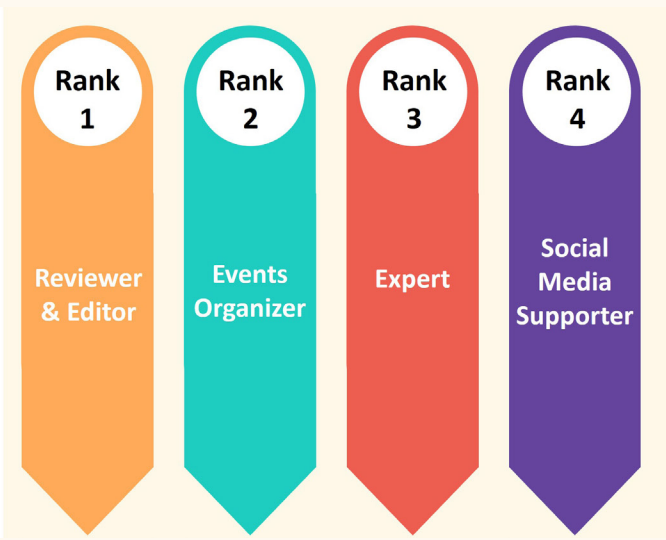 Rank
1
Reviewer
& Editor
Rank
2
Events
Organizer
Rank
3
Expert
Rank
4
Social
Media
Supporter